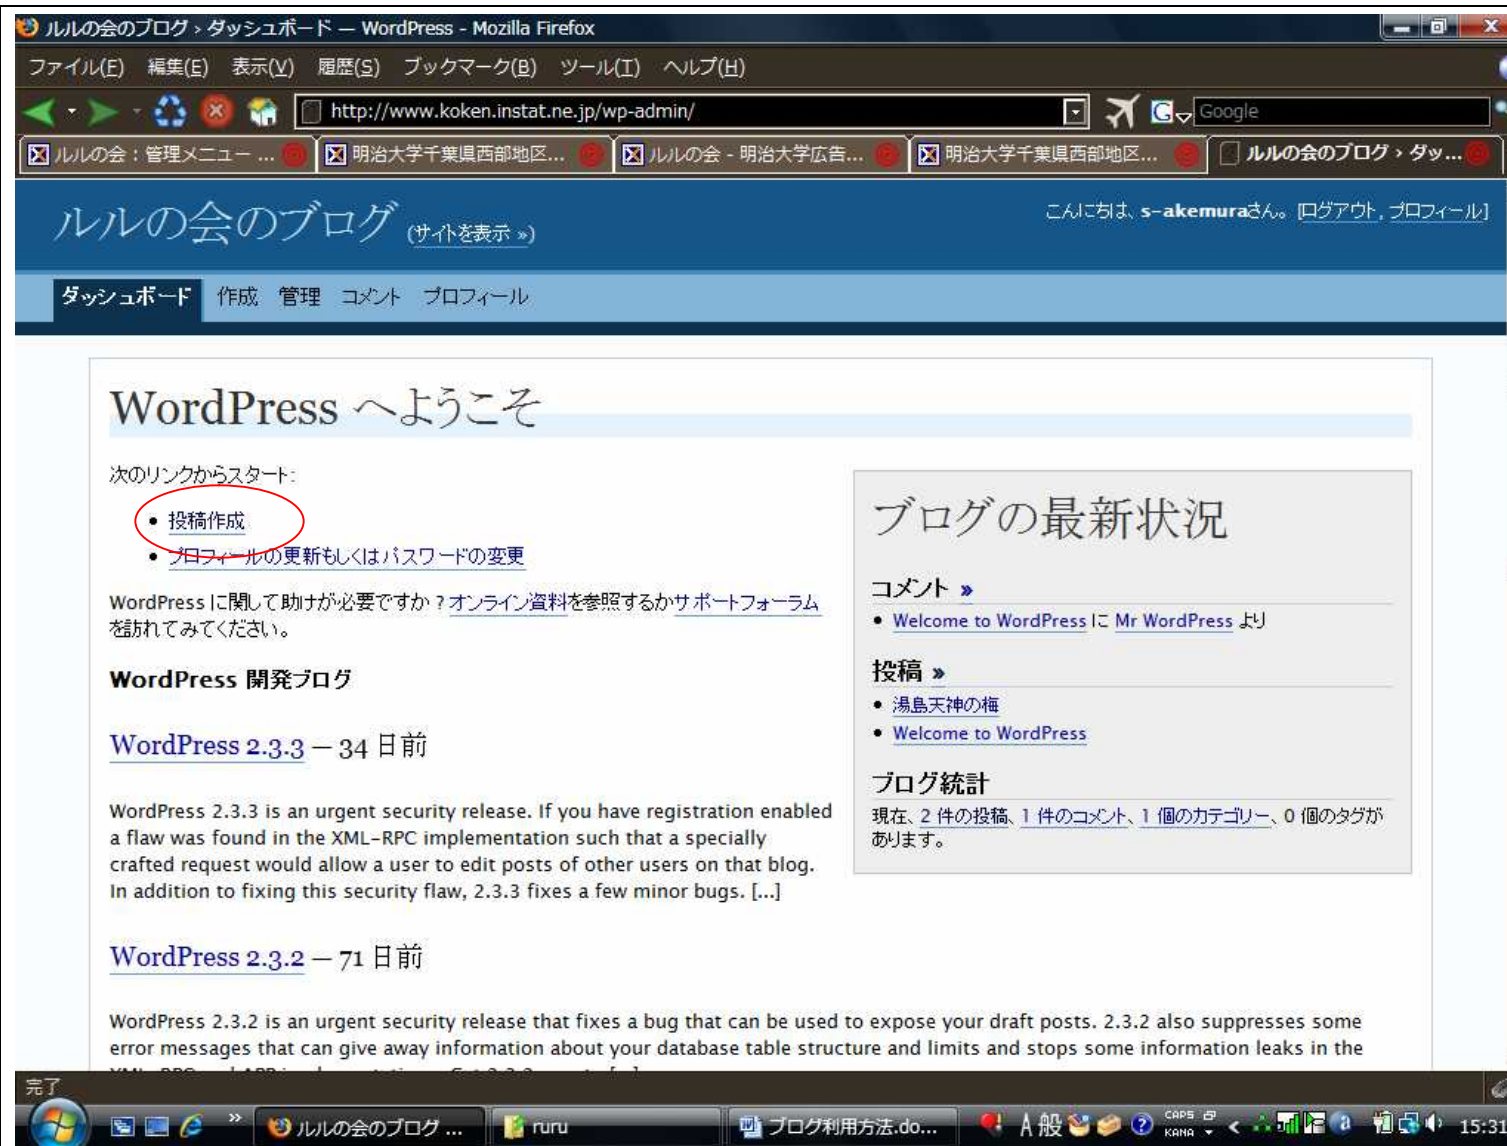 ルルの会のブログ › ダッシュボード — WordPress - Mozilla Firefox
ファイル(F) 編集(E) 表示(V) 履歴(S) ブックマーク(B) ツール(T) ヘルプ(H)
http://www.koken.instat.ne.jp/wp-admin/ G Google
ルルの会：管理メニュー ... 明治大学千葉県西部地区... ルルの会 - 明治大学広告... 明治大学千葉県西部地区... ルルの会のブログ › ダッ...
ルルの会のブログ (サイトを表示 »)
こんにちは、s-akemuraさん。 [ログアウト, プロフィール]
ダッシュボード 作成 管理 コメント プロフィール
WordPress へようこそ
次のリンクからスタート:
• 投稿作成
• プロフィールの更新もしくはパスワードの変更
WordPress に関して助けが必要ですか？オンライン資料を参照するかサポートフォーラム
を訪れてみてください。
WordPress 開発ブログ
WordPress 2.3.3 — 34 日前
WordPress 2.3.3 is an urgent security release. If you have registration enabled
a flaw was found in the XML-RPC implementation such that a specially
crafted request would allow a user to edit posts of other users on that blog.
In addition to fixing this security flaw, 2.3.3 fixes a few minor bugs. [...]
ブログの最新状況
コメント »
• Welcome to WordPress に Mr WordPress より
投稿 »
• 湯島天神の梅
• Welcome to WordPress
ブログ統計
現在、2 件の投稿、1 件のコメント、1 個のカテゴリー、0 個のタグが
あります。
WordPress 2.3.2 — 71 日前
WordPress 2.3.2 is an urgent security release that fixes a bug that can be used to expose your draft posts. 2.3.2 also suppresses some
error messages that can give away information about your database table structure and limits and stops some information leaks in the
完了
ルルの会のブログ ... ruru ブログ利用方法.do... A 般 CAPS KANA 15:31